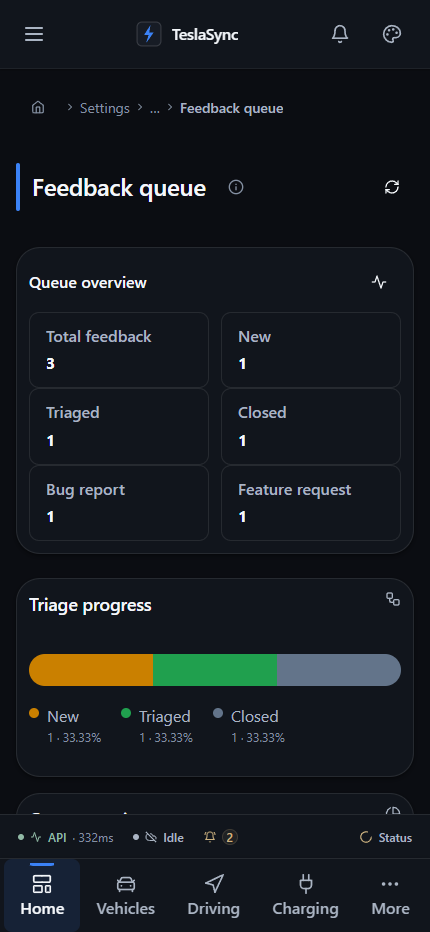 TeslaSync
Settings ... Feedback queue
Feedback queue
Queue overview
Total feedback
3
New
1
Triaged
1
Closed
1
Bug report
1
Feature request
1
Triage progress
New
1 · 33.33%
Triaged
1 · 33.33%
Closed
1 · 33.33%
API · 332ms
Idle
2
Status
Home
Vehicles
Driving
Charging
More